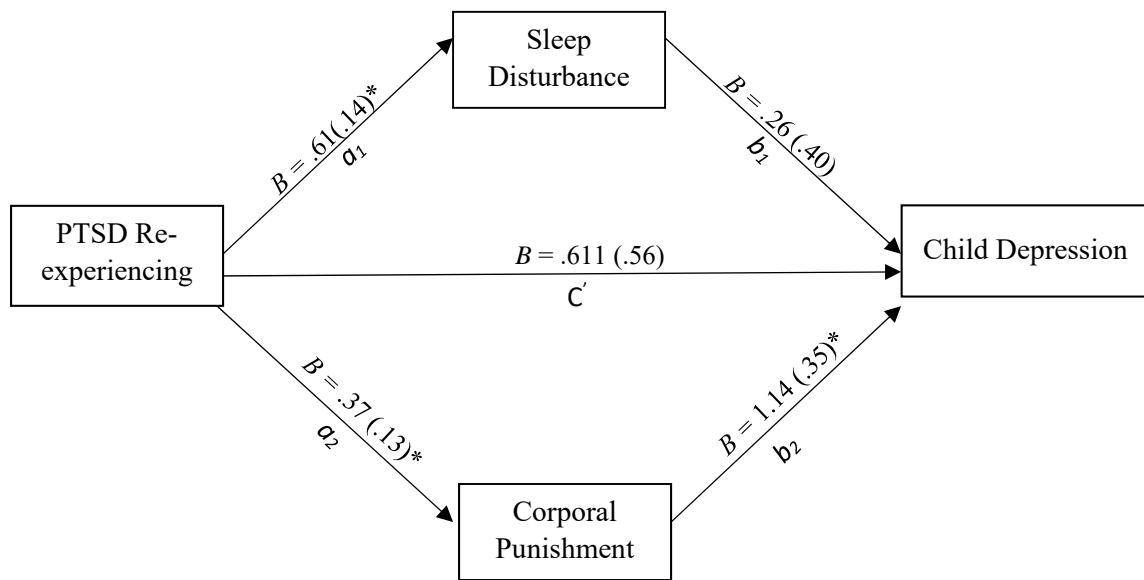 Sleep
Disturbance
B = .61(.14)*
a₁
B = .26 (.40)
b₁
PTSD Re-
experiencing
B = .611 (.56)
C′
Child Depression
B = .37 (.13)*
a₂
B = 1.14 (.35)*
b₂
Corporal
Punishment